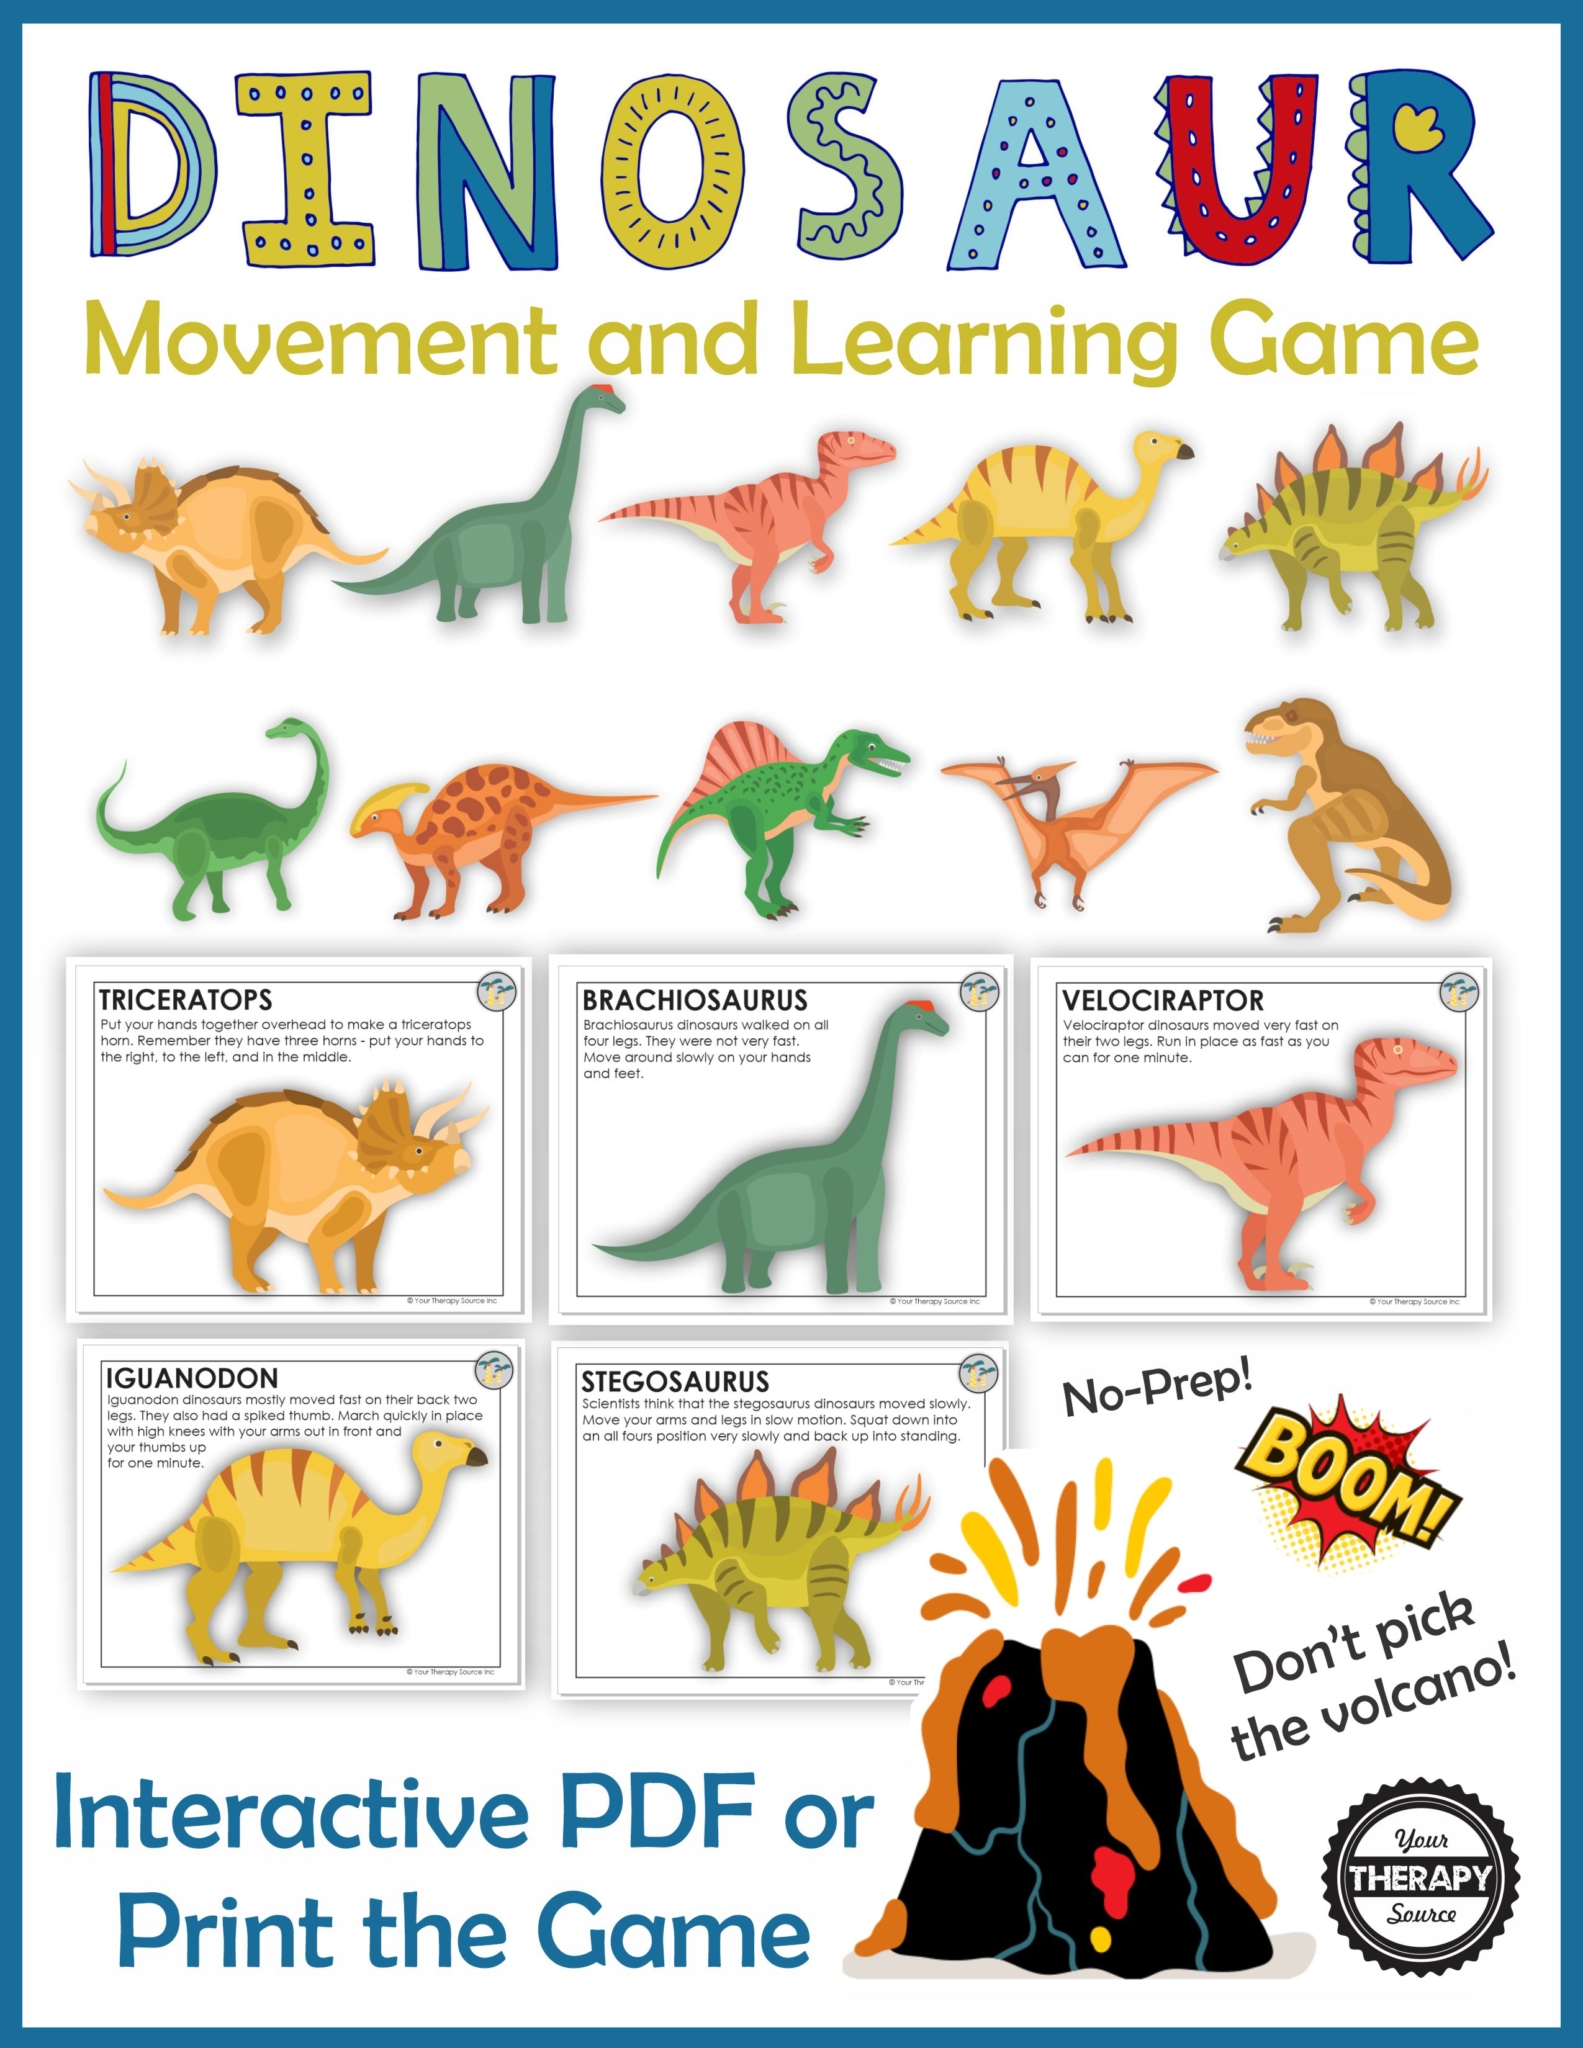 DINOSAUR
Movement and Learning Game
TRICERATOPS
Put your hands together overhead to make a triceratops
horn. Remember they have three horns - put your hands to
the right, to the left, and in the middle.
© Your Therapy Source Inc
BRACHIOSAURUS
Brachiosaurus dinosaurs walked on all
four legs. They were not very fast.
Move around slowly on your hands
and feet.
© Your Therapy Source Inc
VELOCIRAPTOR
Velociraptor dinosaurs moved very fast on
their two legs. Run in place as fast as you
can for one minute.
© Your Therapy Source Inc
IGUANODON
Iguanodon dinosaurs mostly moved fast on their back two
legs. They also had a spiked thumb. March quickly in place
with high knees with your arms out in front and
your thumbs up
for one minute.
© Your Therapy Source Inc
STEGOSAURUS
Scientists think that the stegosaurus dinosaurs moved slowly.
Move your arms and legs in slow motion. Squat down into
an all fours position very slowly and back up into standing.
© Your
No-Prep!
BOOM!
Don't pick
the volcano!
Interactive PDF or
Print the Game
Your
THERAPY
Source